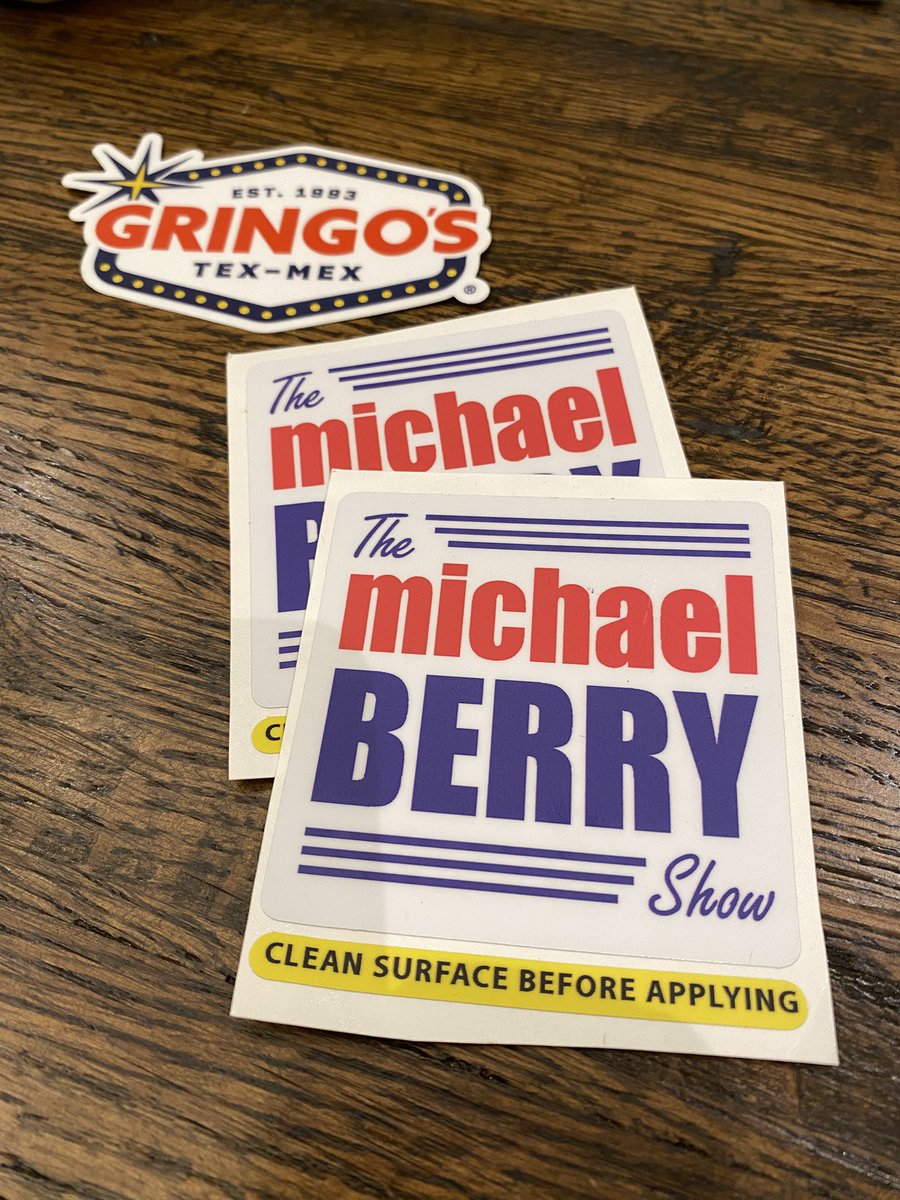 EST. 1993
GRINGO'S
TEX-MEX
®
The
michael
The
michael
BERRY
Show
CLEAN SURFACE BEFORE APPLYING